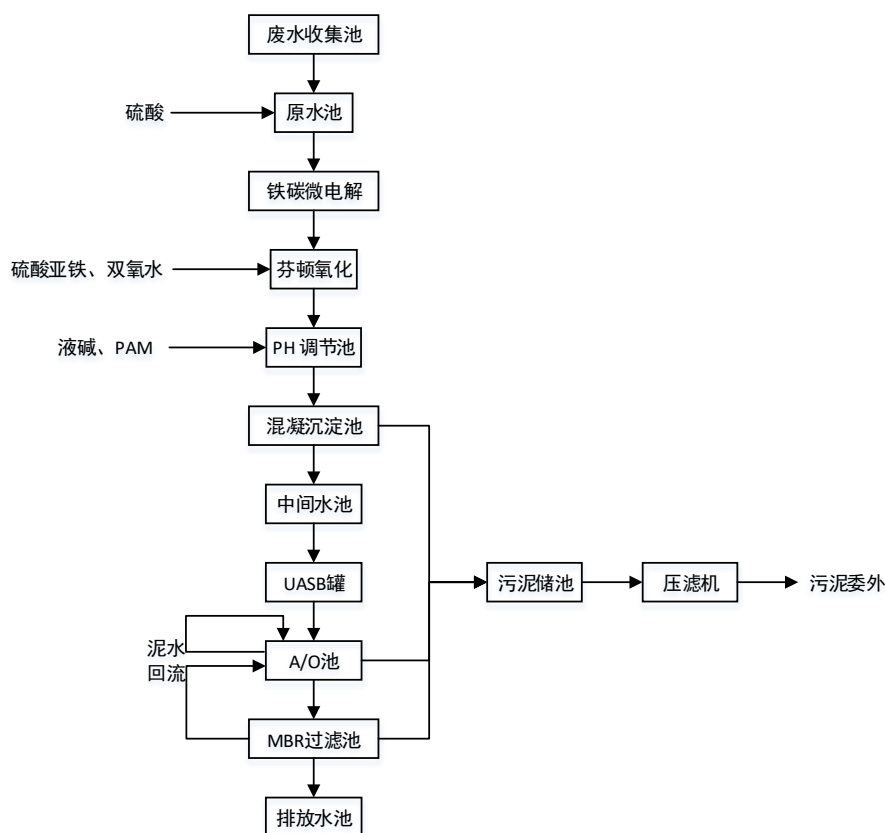 废水收集池
硫酸
原水池
铁碳微电解
硫酸亚铁、双氧水
芬顿氧化
液碱、PAM
PH 调节池
混凝沉淀池
中间水池
UASB罐
污泥储池
压滤机
污泥委外
泥水
回流
A/O池
MBR过滤池
排放水池